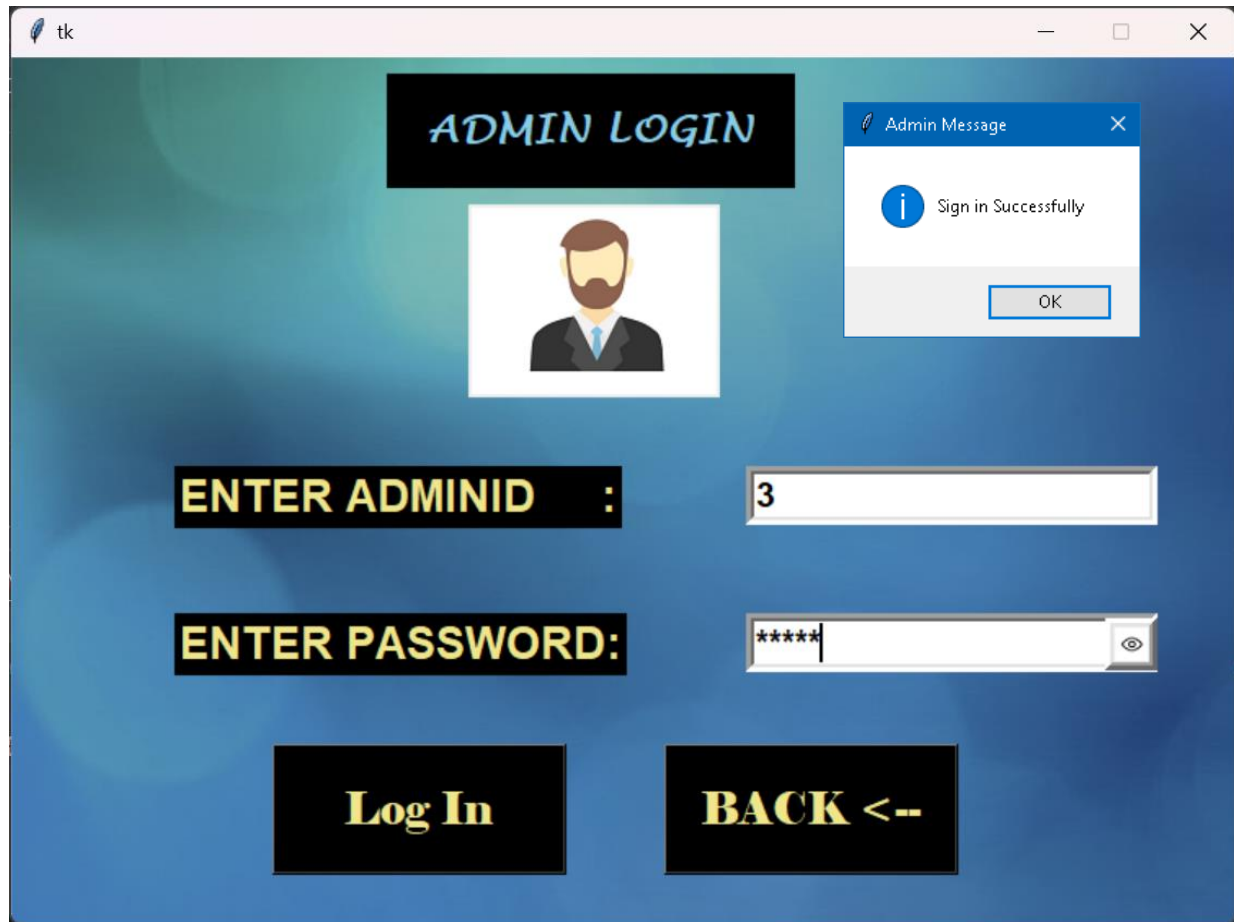 tk
ADMIN LOGIN
Admin Message
Sign in Successfully
OK
ENTER ADMINID :
3
ENTER PASSWORD:
*****
Log In
BACK <--